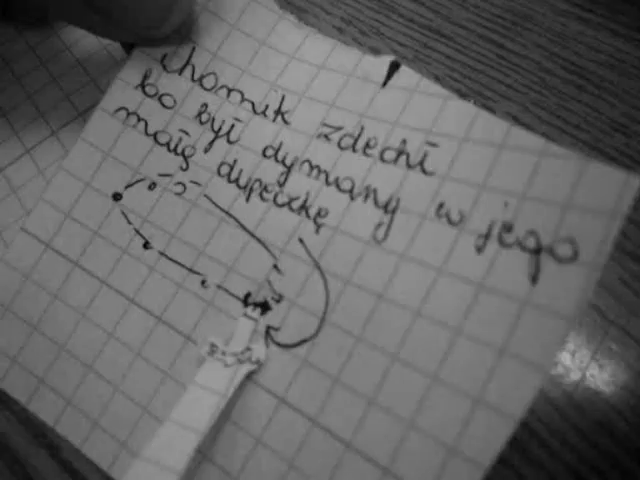 chomik zdechł
bo był dymany w jego
małą dupeczkę